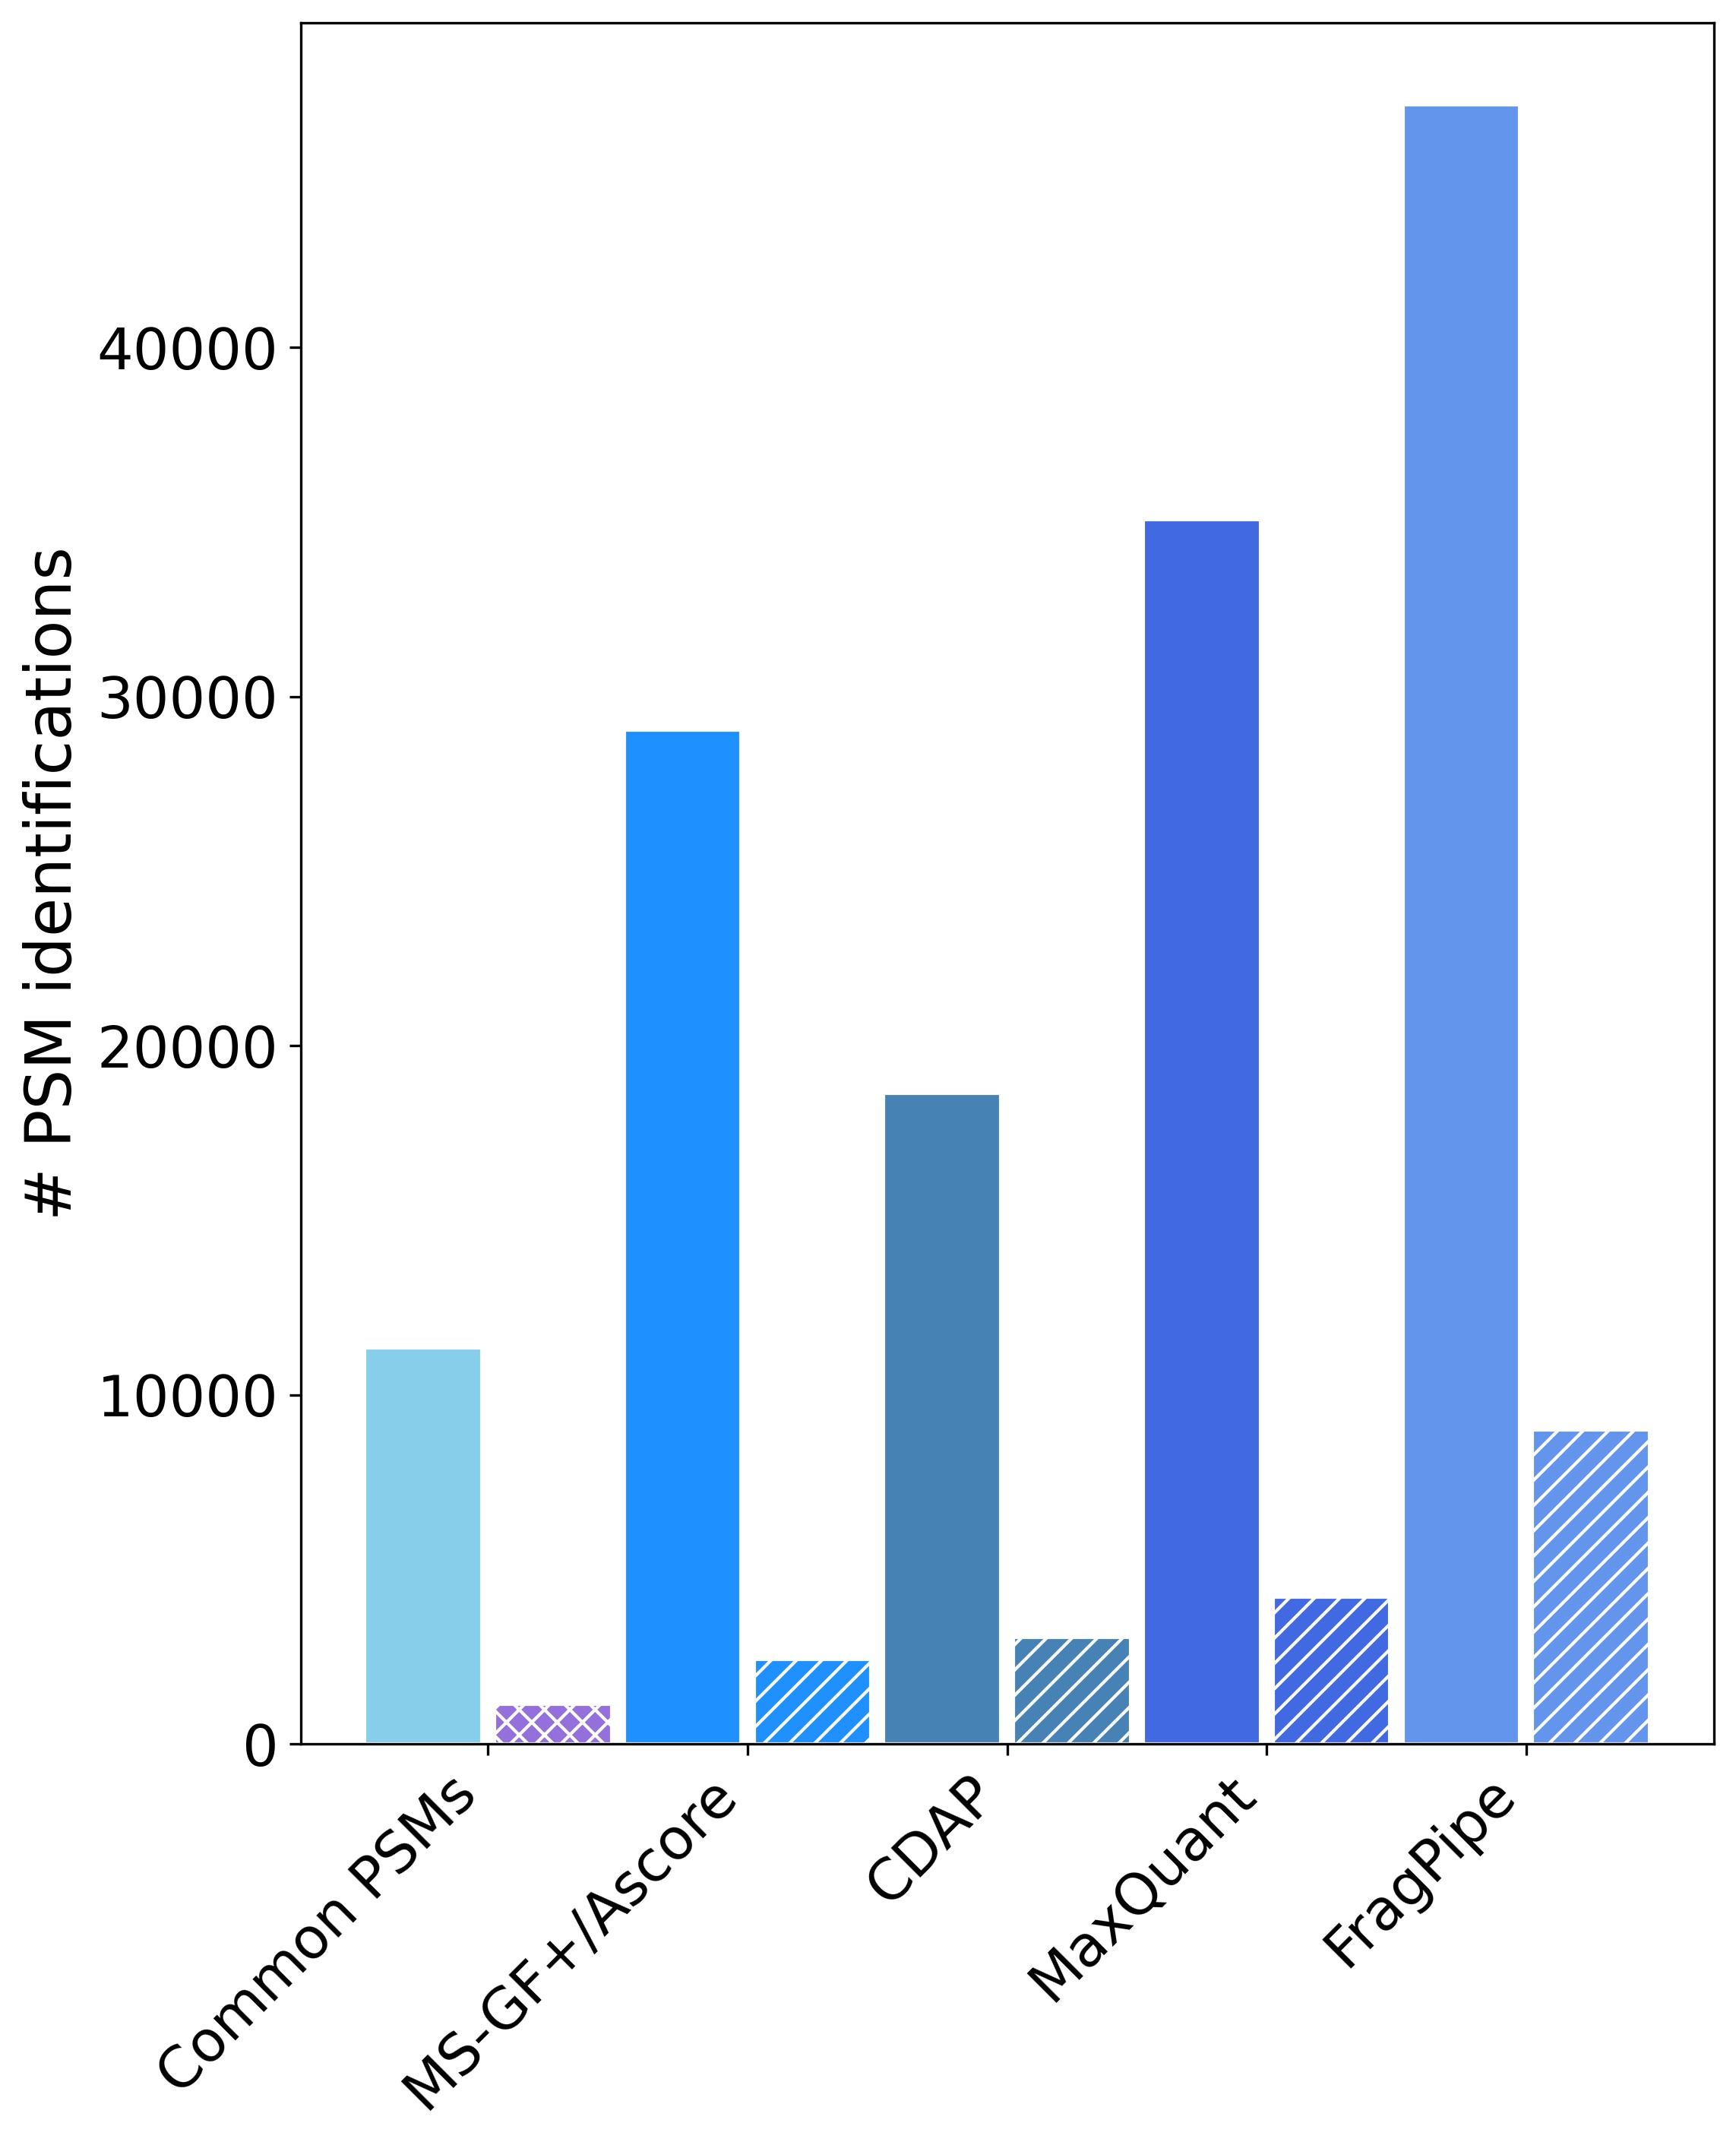 # PSM identifications
40000
30000
20000
10000
0
Common PSMs
MS-GF+/Ascore
CDAP
MaxQuant
FragPipe